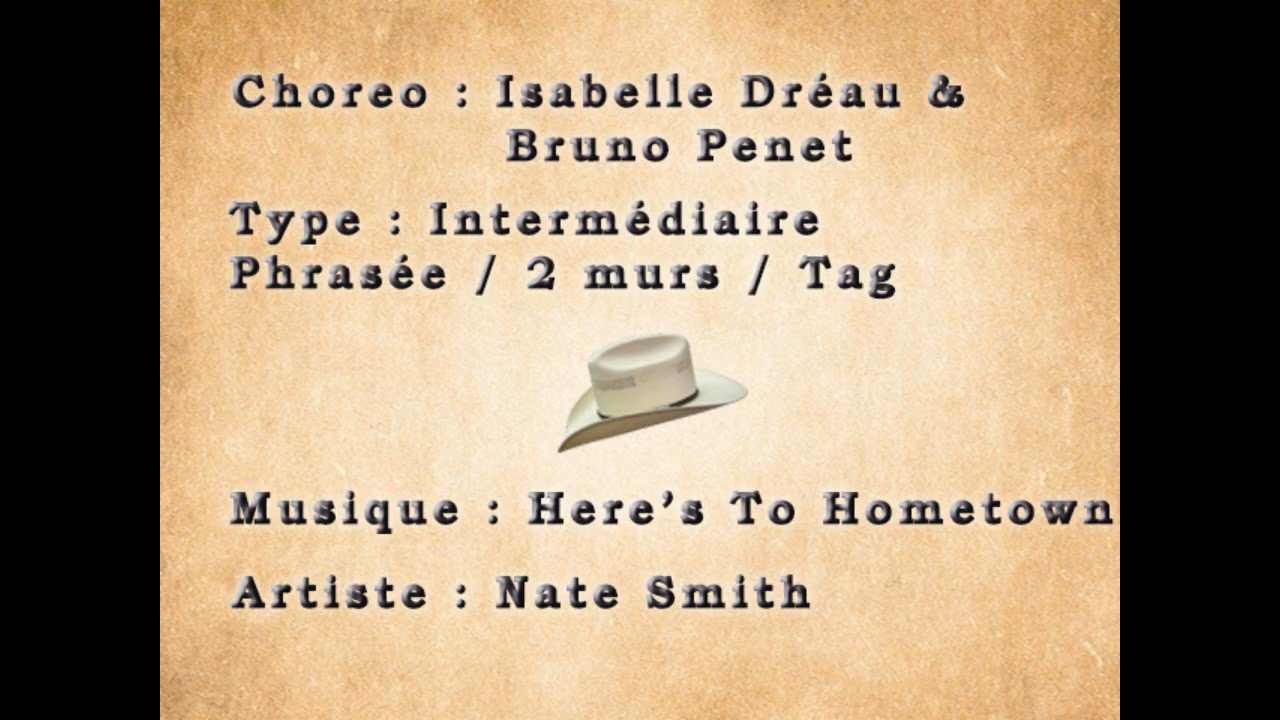 Choreo : Isabelle Dréau &
Bruno Penet
Type : Intermédiaire
Phrasée / 2 murs / Tag
Musique : Here's To Hometown
Artiste : Nate Smith